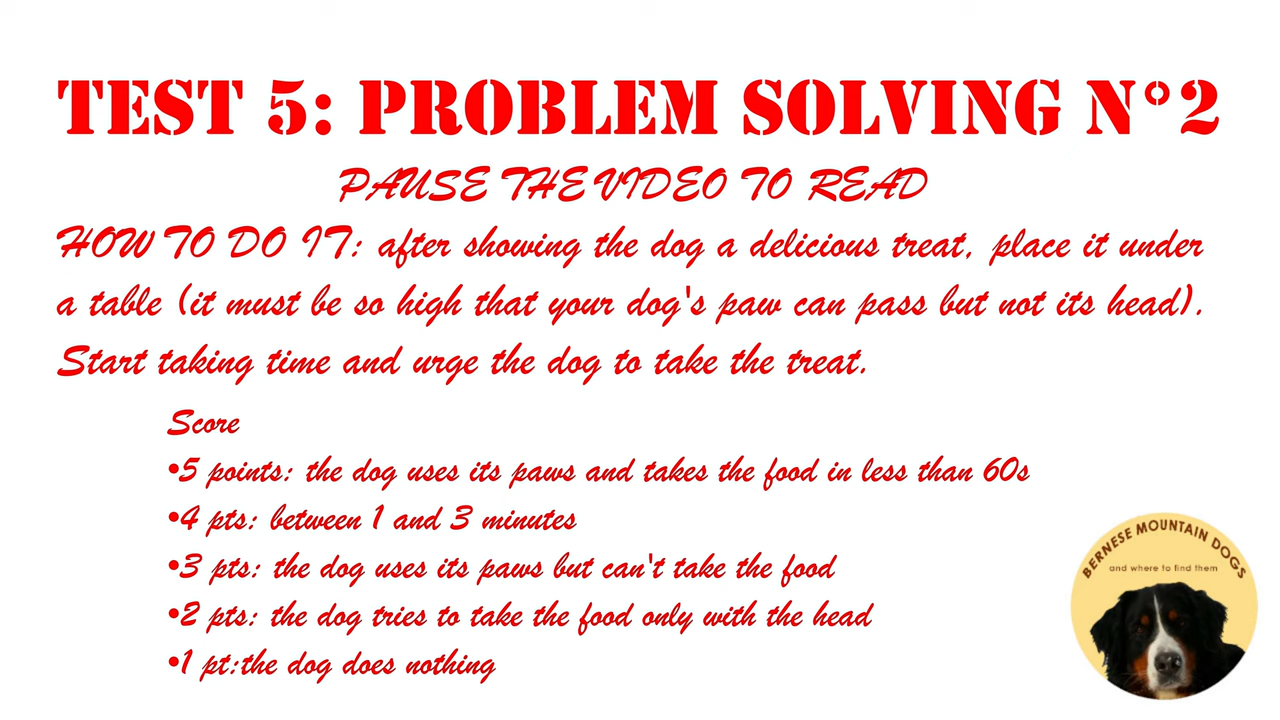 TEST 5: PROBLEM SOLVING N°2
PAUSE THE VIDEO TO READ
HOW TO DO IT: after showing the dog a delicious treat, place it under
a table (it must be so high that your dog's paw can pass but not its head).
Start taking time and urge the dog to take the treat.
Score
•5 points: the dog uses its paws and takes the food in less than 60s
•4 pts: between 1 and 3 minutes
•3 pts: the dog uses its paws but can't take the food
•2 pts: the dog tries to take the food only with the head
•1 pt:the dog does nothing
BERNESE MOUNTAIN DOGS
and where to find them